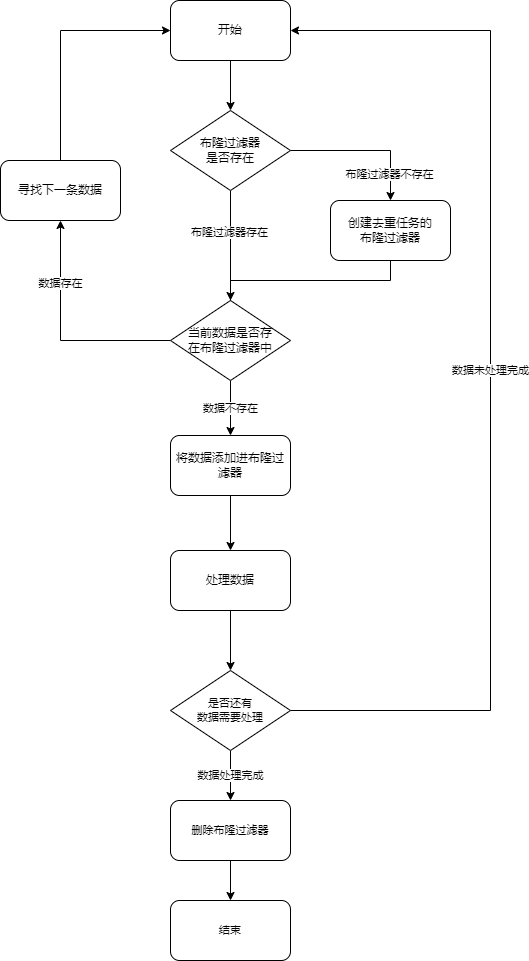 开始
布隆过滤器
是否存在
布隆过滤器不存在
寻找下一条数据
创建去重任务的
布隆过滤器
布隆过滤器存在
数据存在
当前数据是否存
在布隆过滤器中
数据未处理完成
数据不存在
将数据添加进布隆过
滤器
处理数据
是否还有
数据需要处理
数据处理完成
删除布隆过滤器
结束